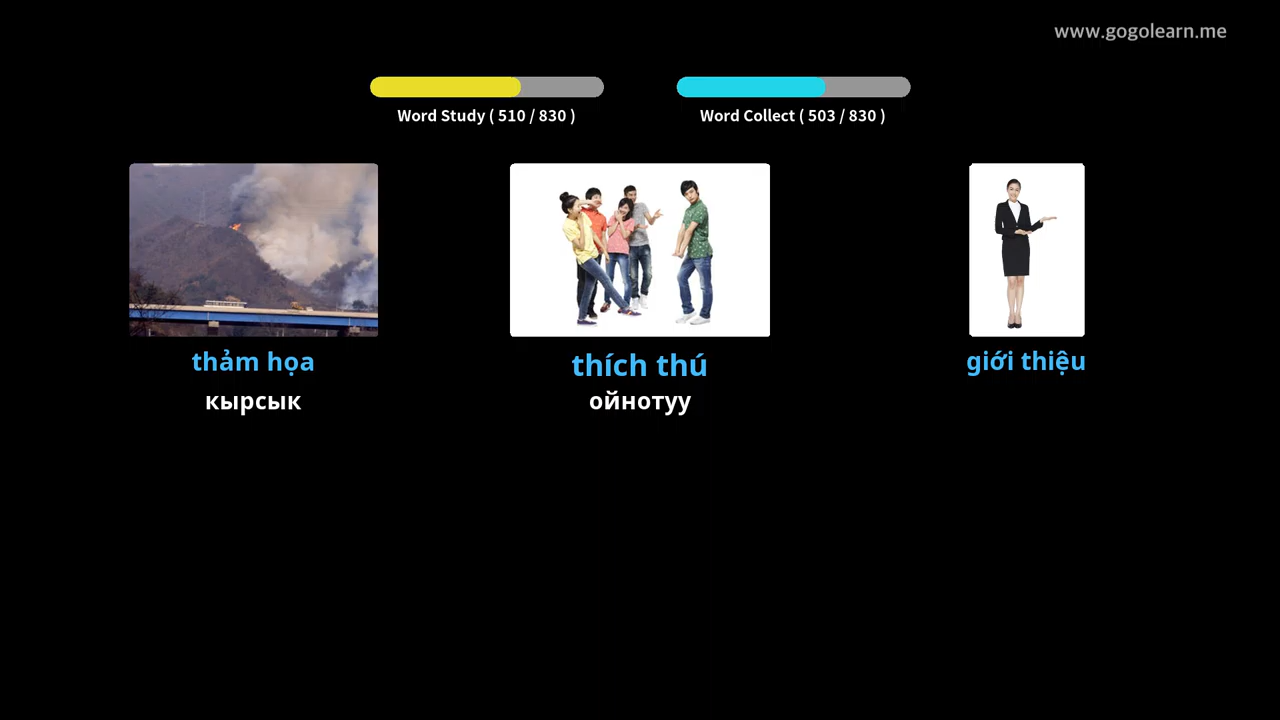 www.gogolearn.me
Word Study ( 510 / 830 )
Word Collect ( 503 / 830 )
thảm họa
thích thú
giới thiệu
кырсык
ойнотуу